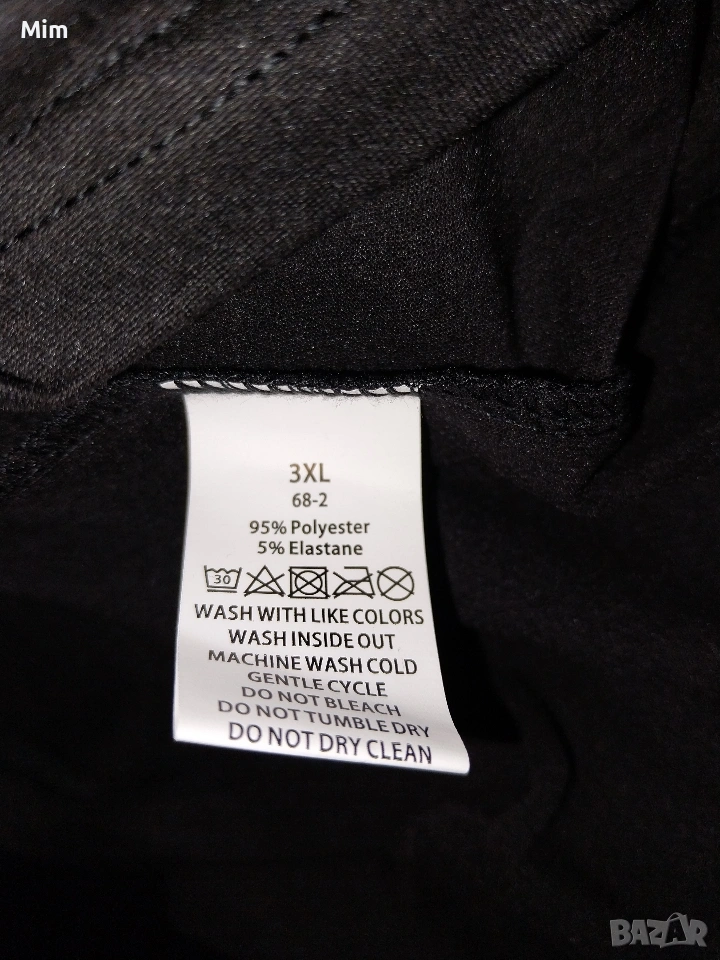 Mim
3XL
68-2
95% Polyester
5% Elastane
30
WASH WITH LIKE COLORS
WASH INSIDE OUT
MACHINE WASH COLD
GENTLE CYCLE
DO NOT BLEACH
DO NOT TUMBLE DRY
DO NOT DRY CLEAN
BAZAR